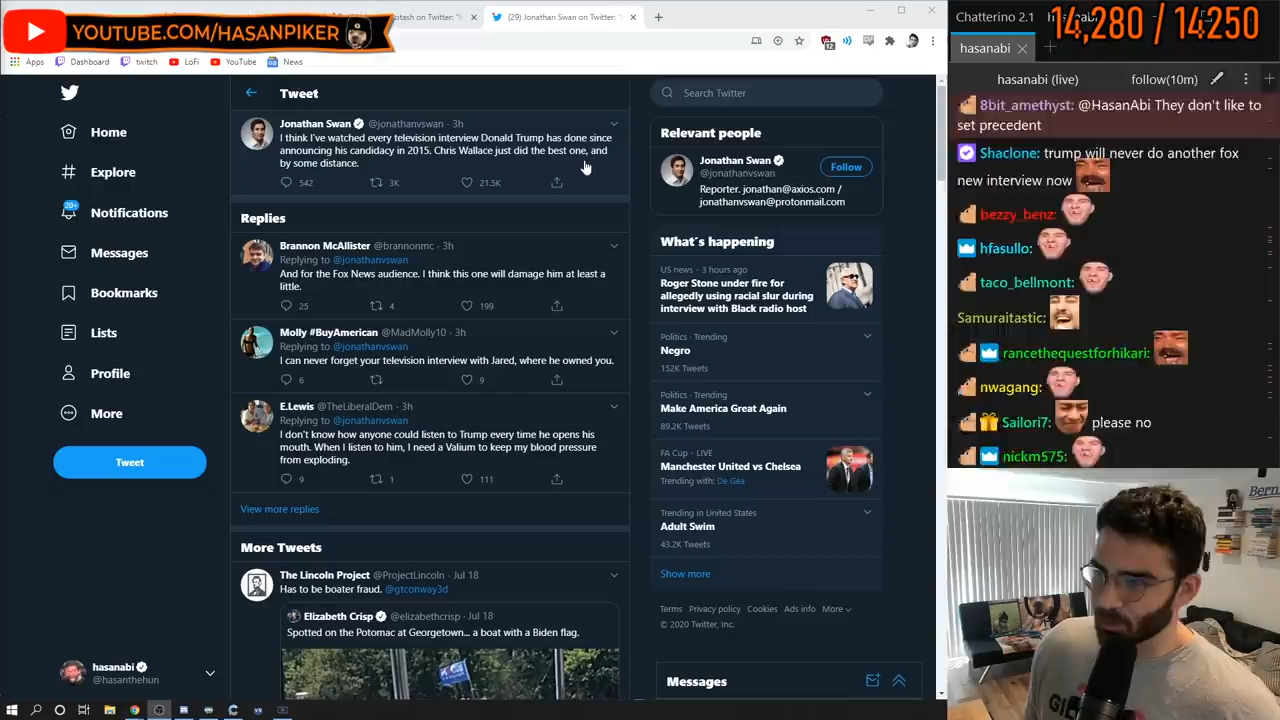 YOUTUBE.COM/HASANPIKER
otash on Twitter: "I
(29) Jonathan Swan on Twitter: "
Apps
Dashboard
twitch
LoFi
YouTube
News
Home
Explore
20+
Notifications
Messages
Bookmarks
Lists
Profile
More
Tweet
hasanabi
@hasanthehun
Tweet
Jonathan Swan @jonathanvswan · 3h
I think I've watched every television interview Donald Trump has done since
announcing his candidacy in 2015. Chris Wallace just did the best one, and
by some distance.
542 3K 21.5K
Replies
Brannon McAllister @brannonmc · 3h
Replying to @jonathanvswan
And for the Fox News audience. I think this one will damage him at least a
little.
25 4 199
Molly #BuyAmerican @MadMolly10 · 3h
Replying to @jonathanvswan
I can never forget your television interview with Jared, where he owned you.
6 9
E.Lewis @TheLiberalDem · 3h
Replying to @jonathanvswan
I don't know how anyone could listen to Trump every time he opens his
mouth. When I listen to him, I need a Valium to keep my blood pressure
from exploding.
9 1 111
View more replies
More Tweets
The Lincoln Project @ProjectLincoln · Jul 18
Has to be boater fraud. @gtconway3d
Elizabeth Crisp @elizabethcrisp · Jul 18
Spotted on the Potomac at Georgetown... a boat with a Biden flag.
Search Twitter
Relevant people
Jonathan Swan
@jonathanvswan
Follow
Reporter. jonathan@axios.com /
jonathanvswan@protonmail.com
What's happening
US news · 3 hours ago
Roger Stone under fire for
allegedly using racial slur during
interview with Black radio host
Politics · Trending
Negro
152K Tweets
Politics · Trending
Make America Great Again
89.2K Tweets
FA Cup · LIVE
Manchester United vs Chelsea
Trending with: De Gea
Trending in United States
Adult Swim
43.2K Tweets
Show more
Terms Privacy policy Cookies Ads info More
© 2020 Twitter, Inc.
Messages
Chatterino 2.1
14,280 / 14250
hasanabi
hasanabi (live) follow(10m)
8bit_amethyst: @HasanAbi They don't like to
set precedent
Shaclone: trump will never do another fox
new interview now
bezzy_benz:
hfasullo:
taco_bellmont:
Samuraitastic:
rancethequestforhikari:
nwagang:
Sailori7: please no
nickm575:
Bern